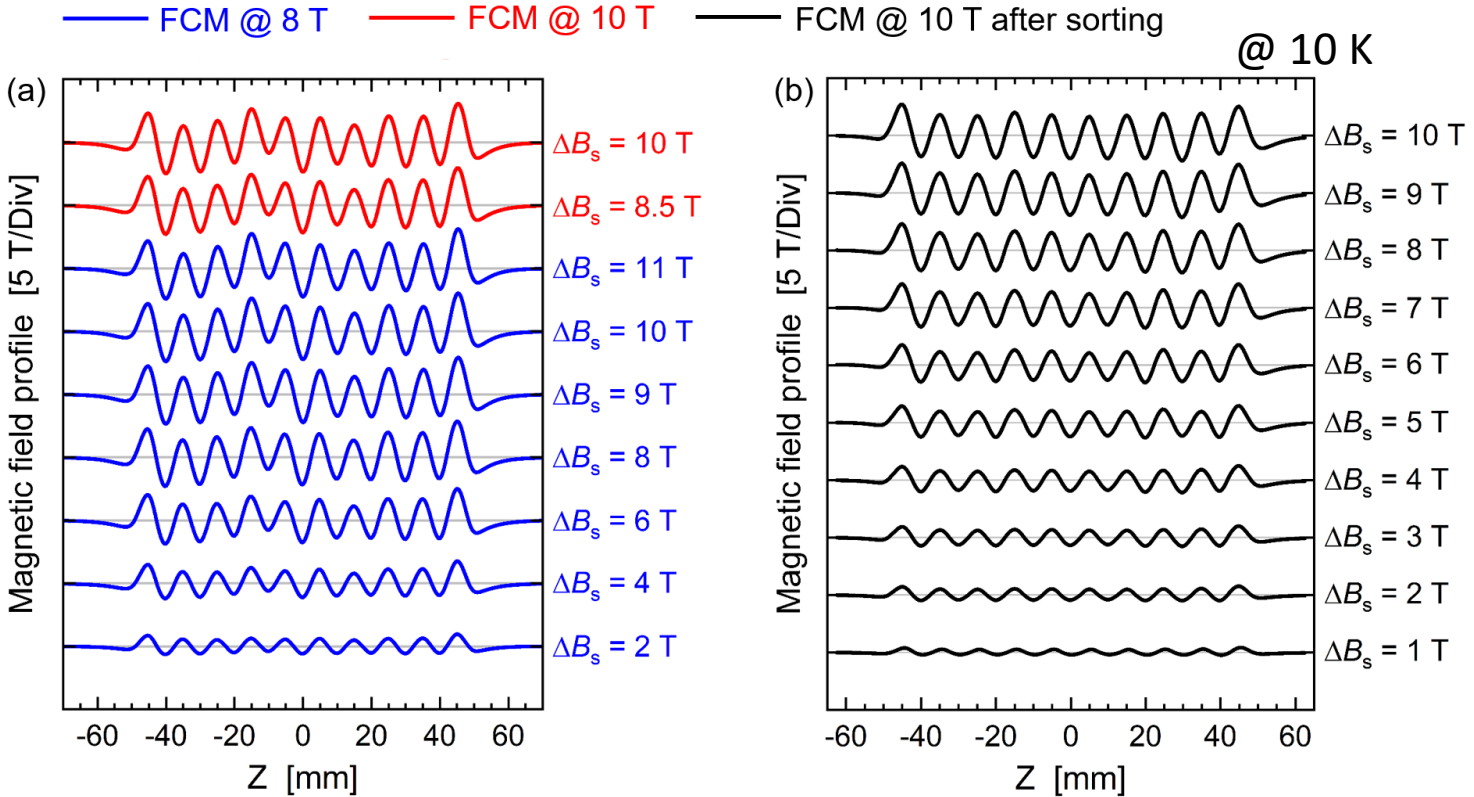 FCM @ 8 T FCM @ 10 T FCM @ 10 T after sorting
@ 10 K
(a)
Magnetic field profile [5 T/Div]
ΔBs = 10 T
ΔBs = 8.5 T
ΔBs = 11 T
ΔBs = 10 T
ΔBs = 9 T
ΔBs = 8 T
ΔBs = 6 T
ΔBs = 4 T
ΔBs = 2 T
-60 -40 -20 0 20 40 60
Z [mm]
(b)
Magnetic field profile [5 T/Div]
ΔBs = 10 T
ΔBs = 9 T
ΔBs = 8 T
ΔBs = 7 T
ΔBs = 6 T
ΔBs = 5 T
ΔBs = 4 T
ΔBs = 3 T
ΔBs = 2 T
ΔBs = 1 T
-60 -40 -20 0 20 40 60
Z [mm]